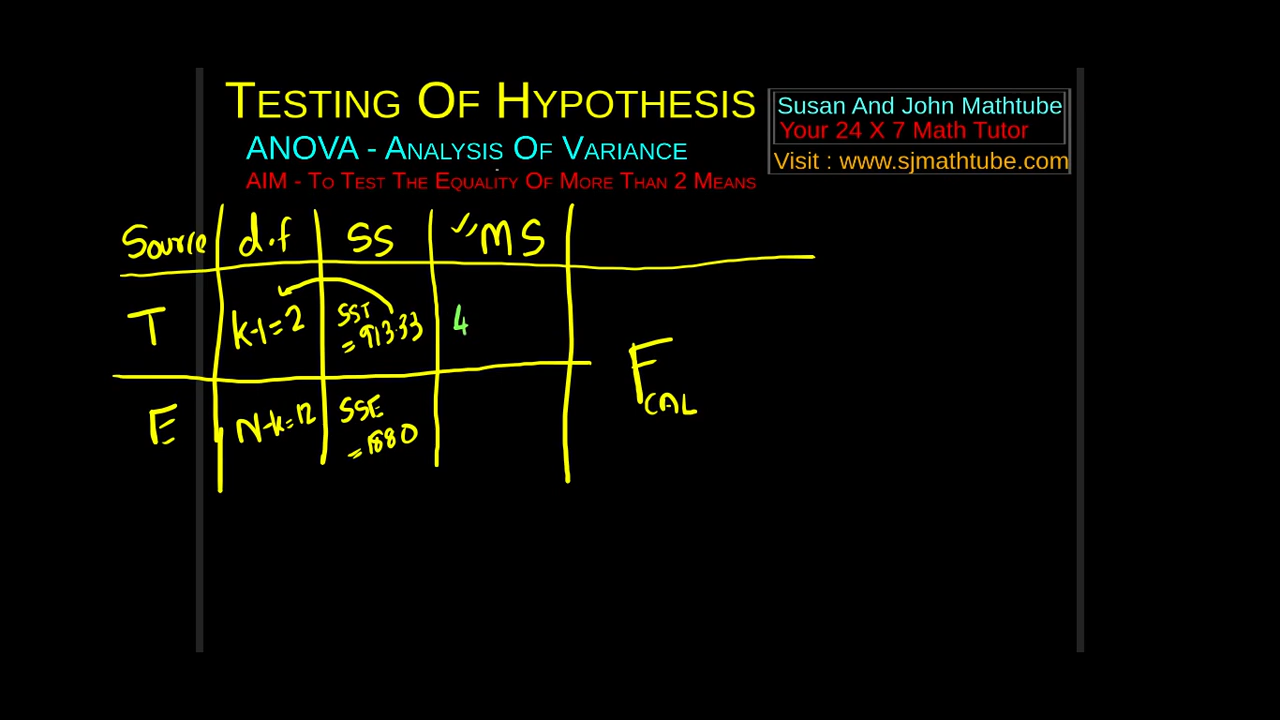 TESTING OF HYPOTHESIS
ANOVA - ANALYSIS OF VARIANCE
AIM - TO TEST THE EQUALITY OF MORE THAN 2 MEANS
Susan And John Mathtube
Your 24 X 7 Math Tutor
Visit : www.sjmathtube.com
Source d.f SS MS
T k-1=2 SST = 913.33 4
E N-k=12 SSE = 1880
F CAL